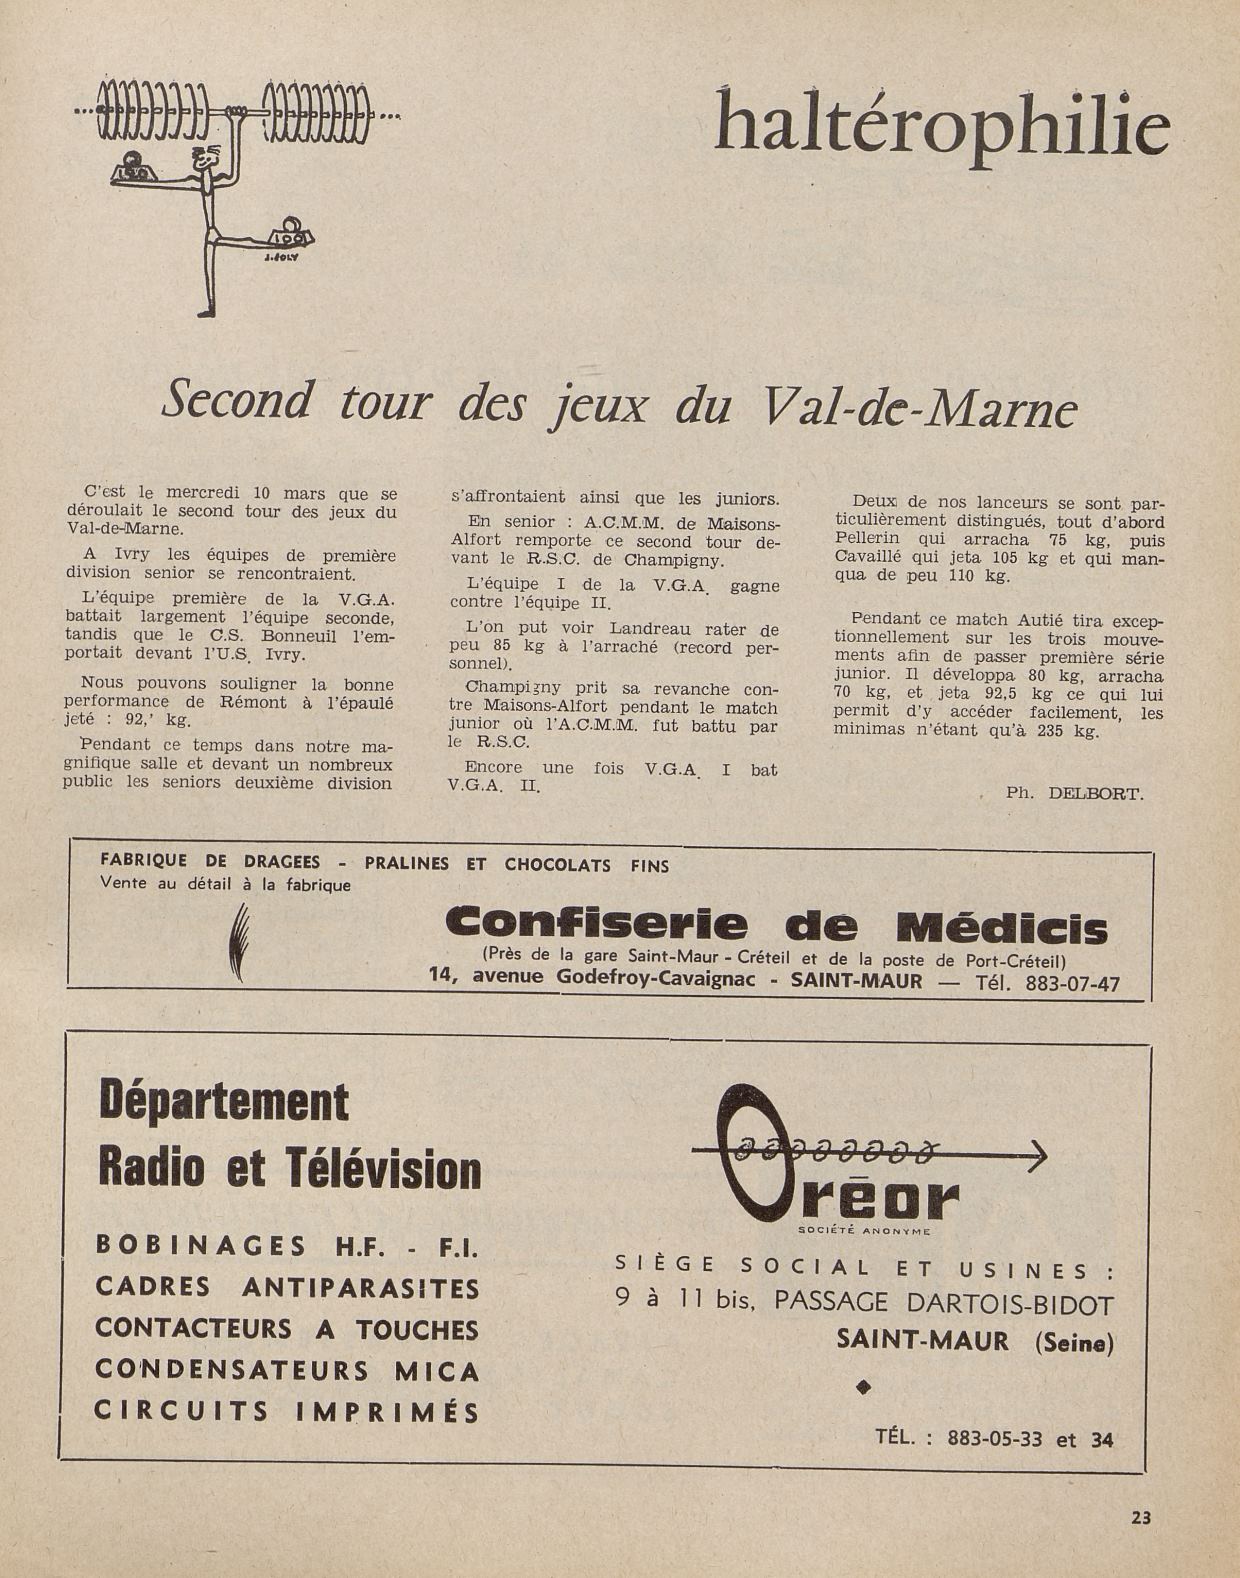 haltérophilie
100
100
J. JOLY
Second tour des jeux du Val-de-Marne
C'est le mercredi 10 mars que se
déroulait le second tour des jeux du
Val-de-Marne.
A Ivry les équipes de première
division senior se rencontraient.
L'équipe première de la V.G.A.
battait largement l'équipe seconde,
tandis que le C.S. Bonneuil l'em-
portait devant l'U.S. Ivry.
Nous pouvons souligner la bonne
performance de Rémont à l'épaulé
jeté : 92,' kg.
Pendant ce temps dans notre ma-
gnifique salle et devant un nombreux
public les seniors deuxième division
s'affrontaient ainsi que les juniors.
En senior : A.C.M.M. de Maisons-
Alfort remporte ce second tour de-
vant le R.S.C. de Champigny.
L'équipe I de la V.G.A. gagne
contre l'équipe II.
L'on put voir Landreau rater de
peu 85 kg à l'arraché (record per-
sonnel).
Champigny prit sa revanche con-
tre Maisons-Alfort pendant le match
junior où l'A.C.M.M. fut battu par
le R.S.C.
Encore une fois V.G.A. I bat
V.G.A. II.
Deux de nos lanceurs se sont par-
ticulièrement distingués, tout d'abord
Pellerin qui arracha 75 kg, puis
Cavaillé qui jeta 105 kg et qui man-
qua de peu 110 kg.
Pendant ce match Autié tira excep-
tionnellement sur les trois mouve-
ments afin de passer première série
junior. Il développa 80 kg, arracha
70 kg, et jeta 92,5 kg ce qui lui
permit d'y accéder facilement, les
minimas n'étant qu'à 235 kg.
Ph. DELBORT.
FABRIQUE DE DRAGEES - PRALINES ET CHOCOLATS FINS
Vente au détail à la fabrique
Confiserie de Médicis
(Près de la gare Saint-Maur - Créteil et de la poste de Port-Créteil)
14, avenue Godefroy-Cavaignac - SAINT-MAUR — Tél. 883-07-47
Département
Radio et Télévision
BOBINAGES H.F. - F.I.
CADRES ANTIPARASITES
CONTACTEURS A TOUCHES
CONDENSATEURS MICA
CIRCUITS IMPRIMÉS
Oréor
SOCIÉTÉ ANONYME
SIÈGE SOCIAL ET USINES :
9 à 11 bis, PASSAGE DARTOIS-BIDOT
SAINT-MAUR (Seine)
TÉL. : 883-05-33 et 34
23